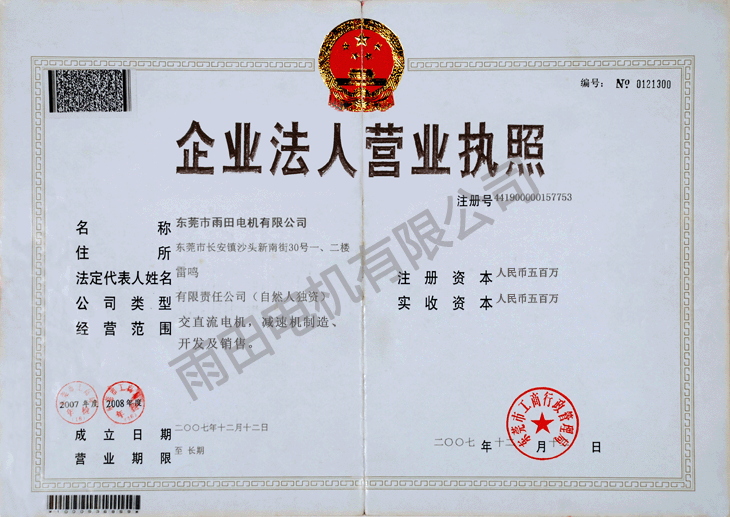 编号： Nº 0121300
企业法人营业执照
注册号441900000157753
名 称 东莞市雨田电机有限公司
住 所 东莞市长安镇沙头新南街30号一、二楼
法定代表人姓名 雷鸣
注册资本 人民币五百万
公司类型 有限责任公司（自然人独资）
实收资本 人民币五百万
经营范围 交直流电机，减速机制造、
开发及销售。
雨田电机有限公司
2007年度
2008年度
成立日期 二〇〇七年十二月十二日
营业期限 至 长期
东莞市工商行政管理局
二〇〇七 年 十二 月 日